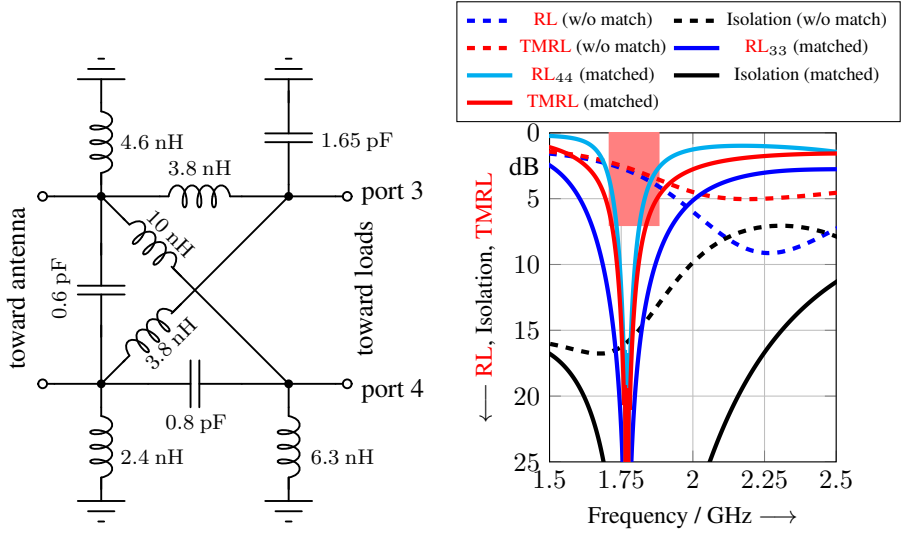 RL (w/o match)
Isolation (w/o match)
TMRL (w/o match)
RL₃₃ (matched)
RL₄₄ (matched)
Isolation (matched)
TMRL (matched)
4.6 nH
1.65 pF
3.8 nH
port 3
10 nH
toward antenna
0.6 pF
toward loads
3.8 nH
port 4
0.8 pF
2.4 nH
6.3 nH
0
dB
5
10
15
20
25
1.5
1.75
2
2.25
2.5
⟵ RL, Isolation, TMRL
Frequency / GHz ⟶